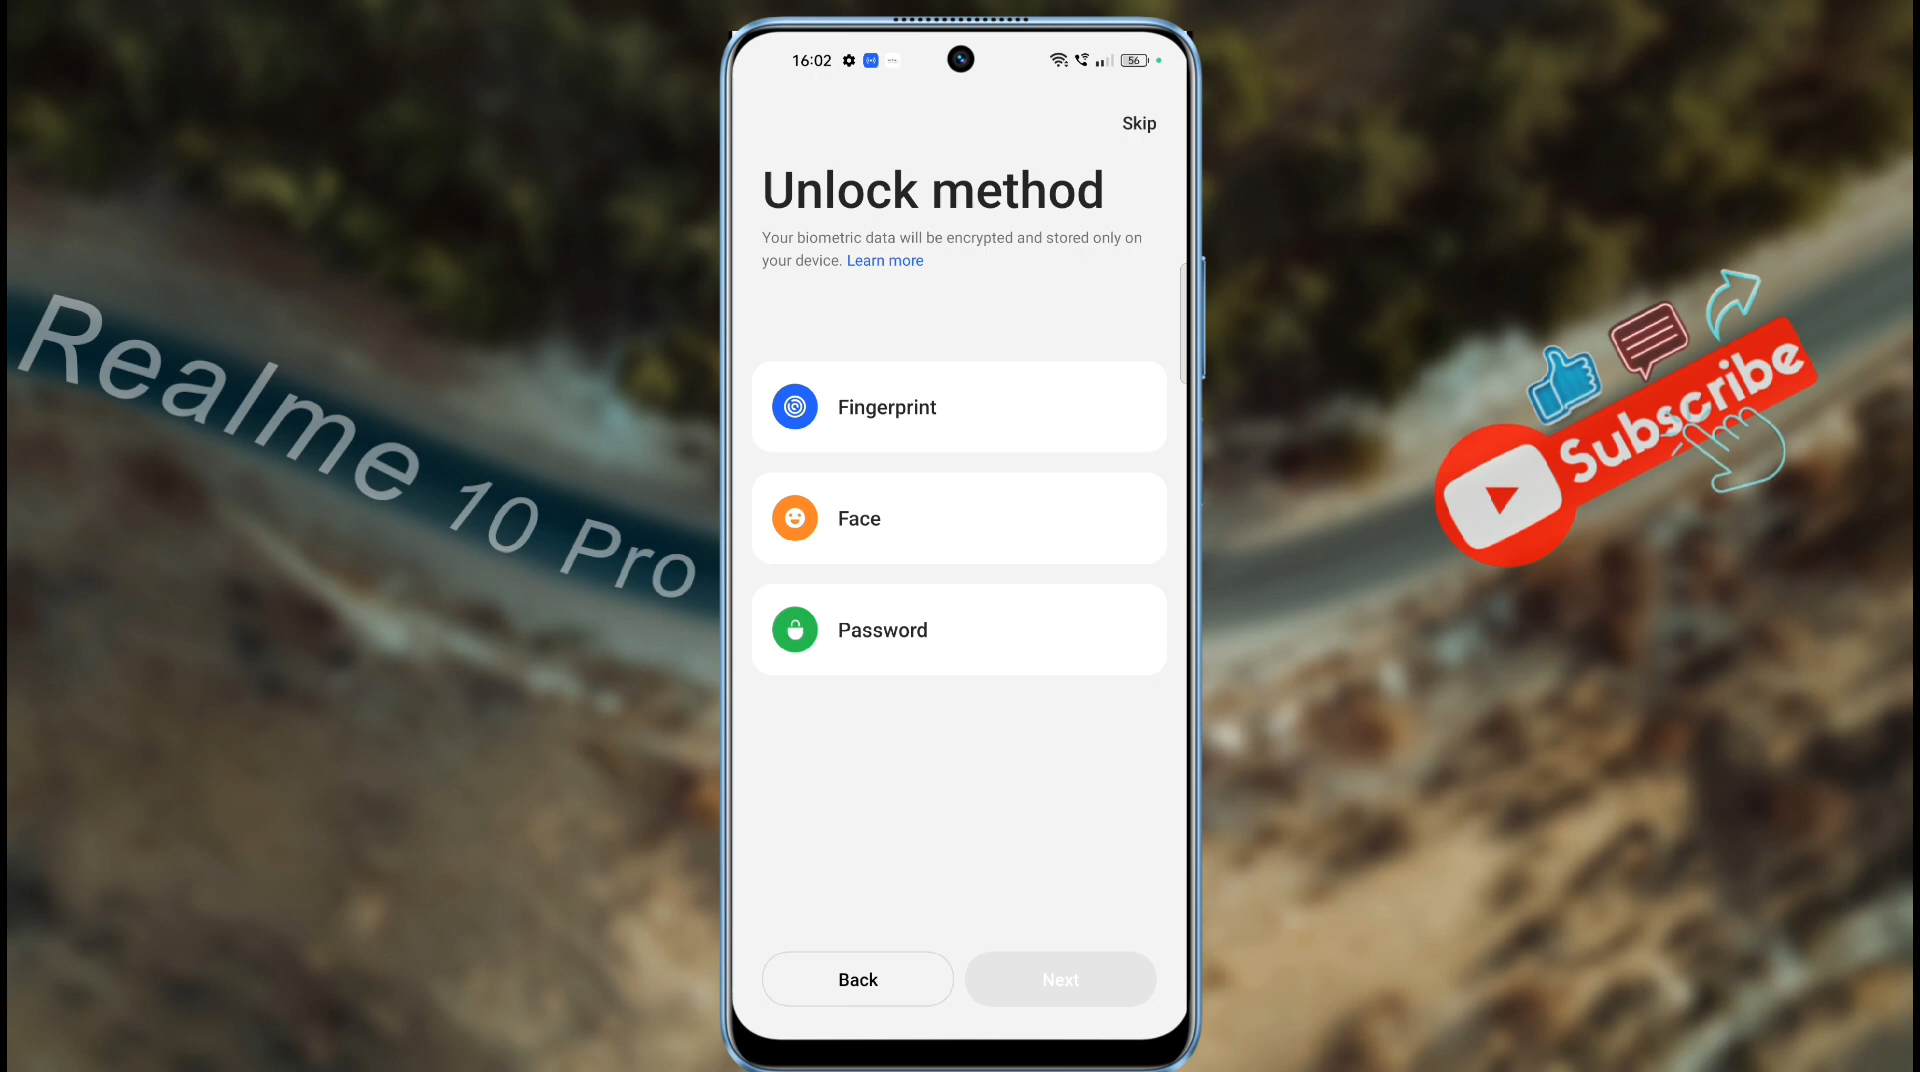 16:02
56
Skip
Unlock method
Your biometric data will be encrypted and stored only on
your device. Learn more
Fingerprint
Face
Password
Back
Next
Realme 10 Pro
Subscribe